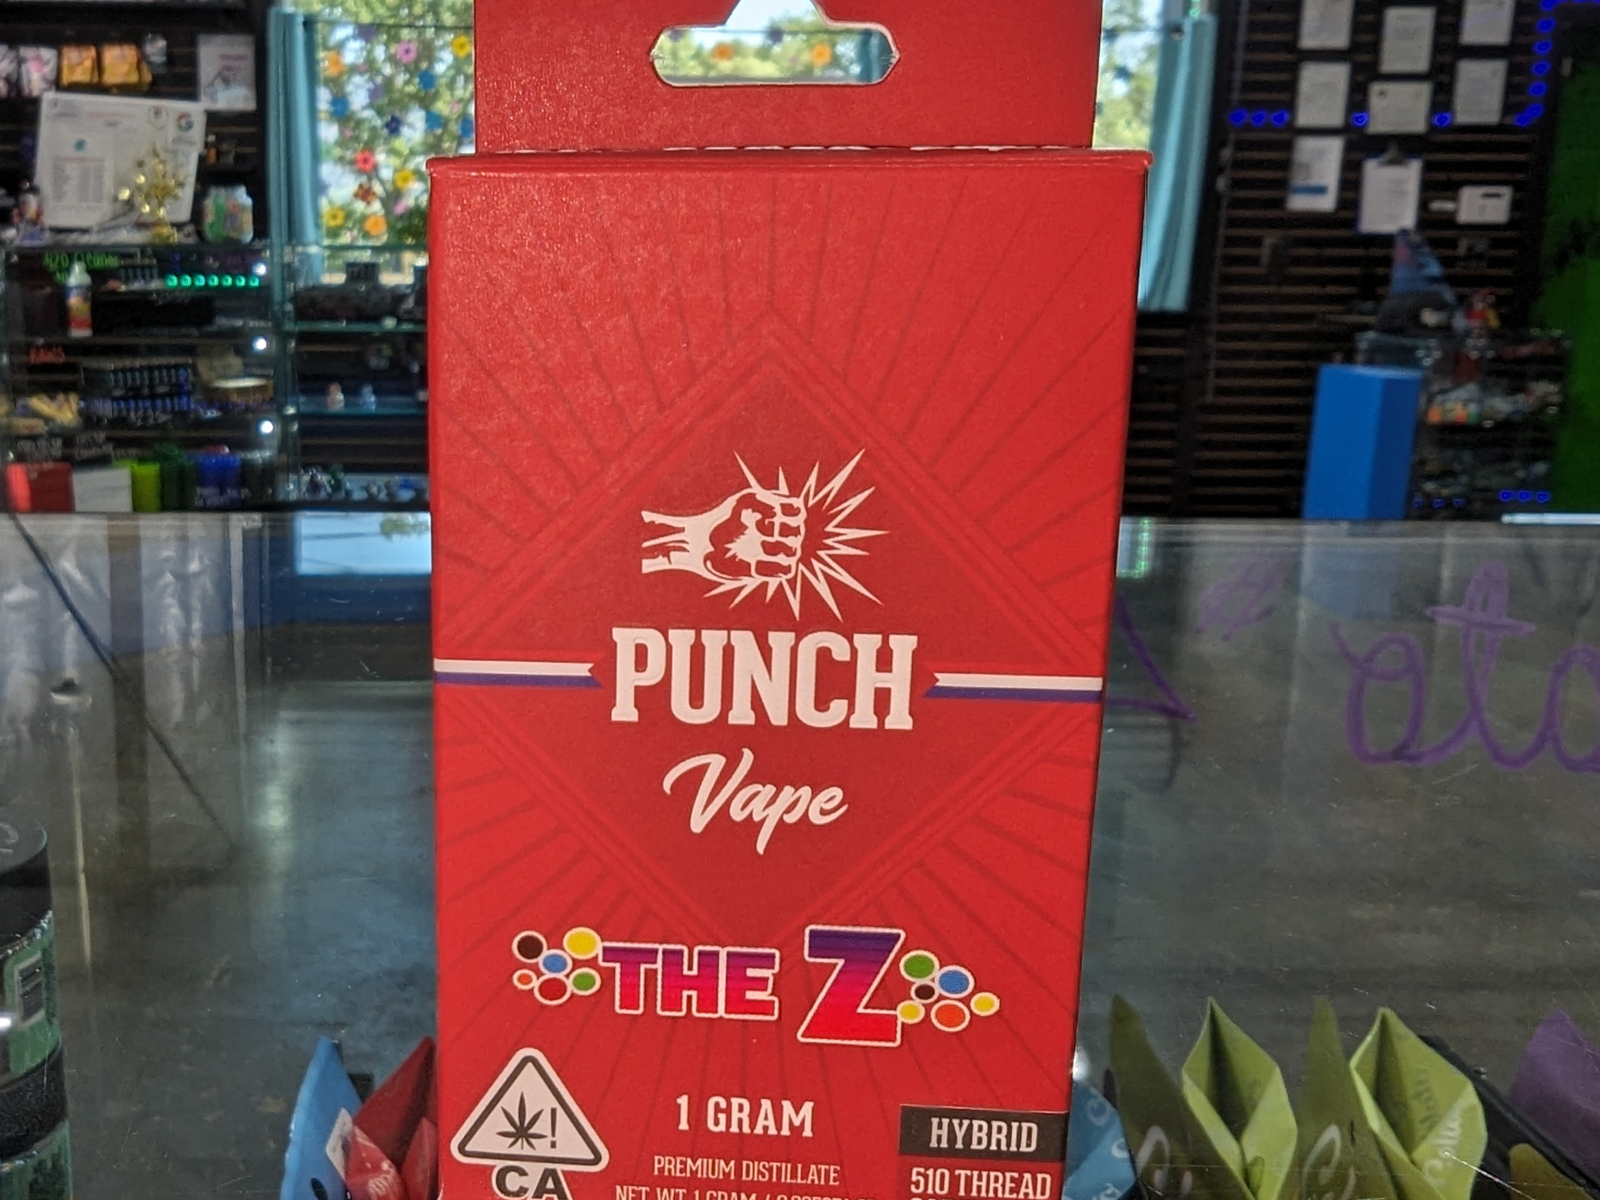 PUNCH
Vape
THE Z
1 GRAM
PREMIUM DISTILLATE
CA
HYBRID
510 THREAD